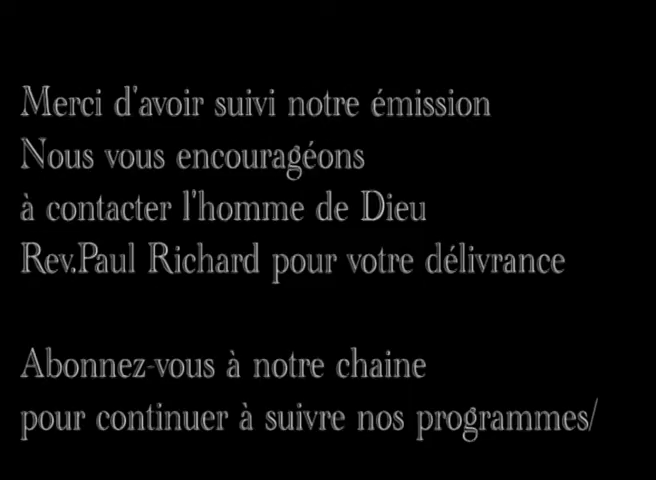 Merci d'avoir suivi notre émission
Nous vous encouragéons
à contacter l'homme de Dieu
Rev.Paul Richard pour votre délivrance
Abonnez-vous à notre chaine
pour continuer à suivre nos programmes/